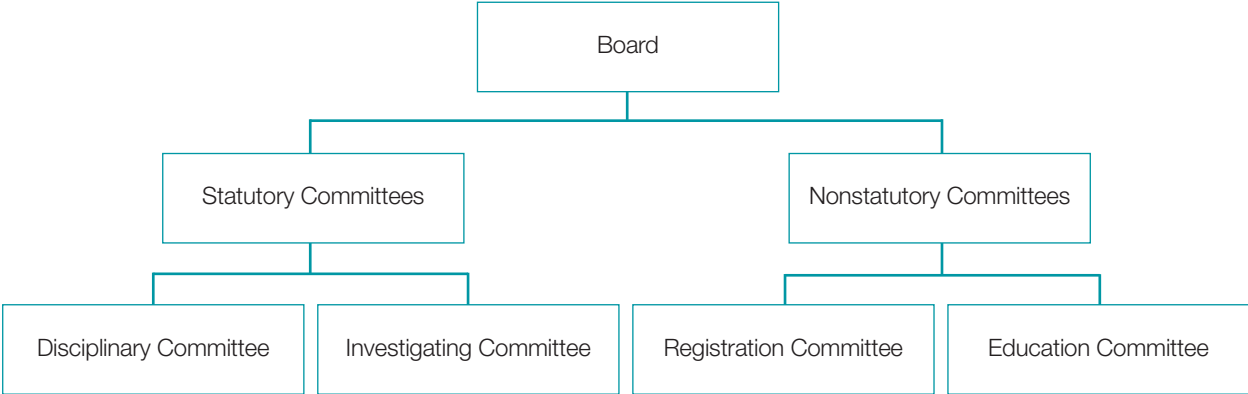 Board
Statutory Committees
Nonstatutory Committees
Disciplinary Committee
Investigating Committee
Registration Committee
Education Committee